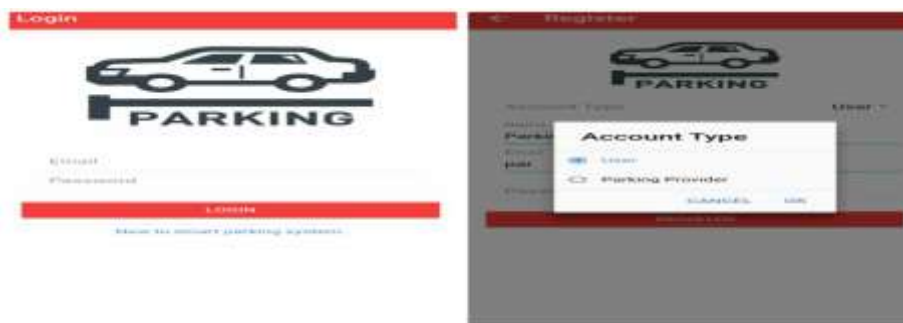 Login
PARKING
Email
Password
LOGIN
New to smart parking system
Register
PARKING
Account Type
User
Account Type
User
Parking Provider
CANCEL
OK
REGISTER